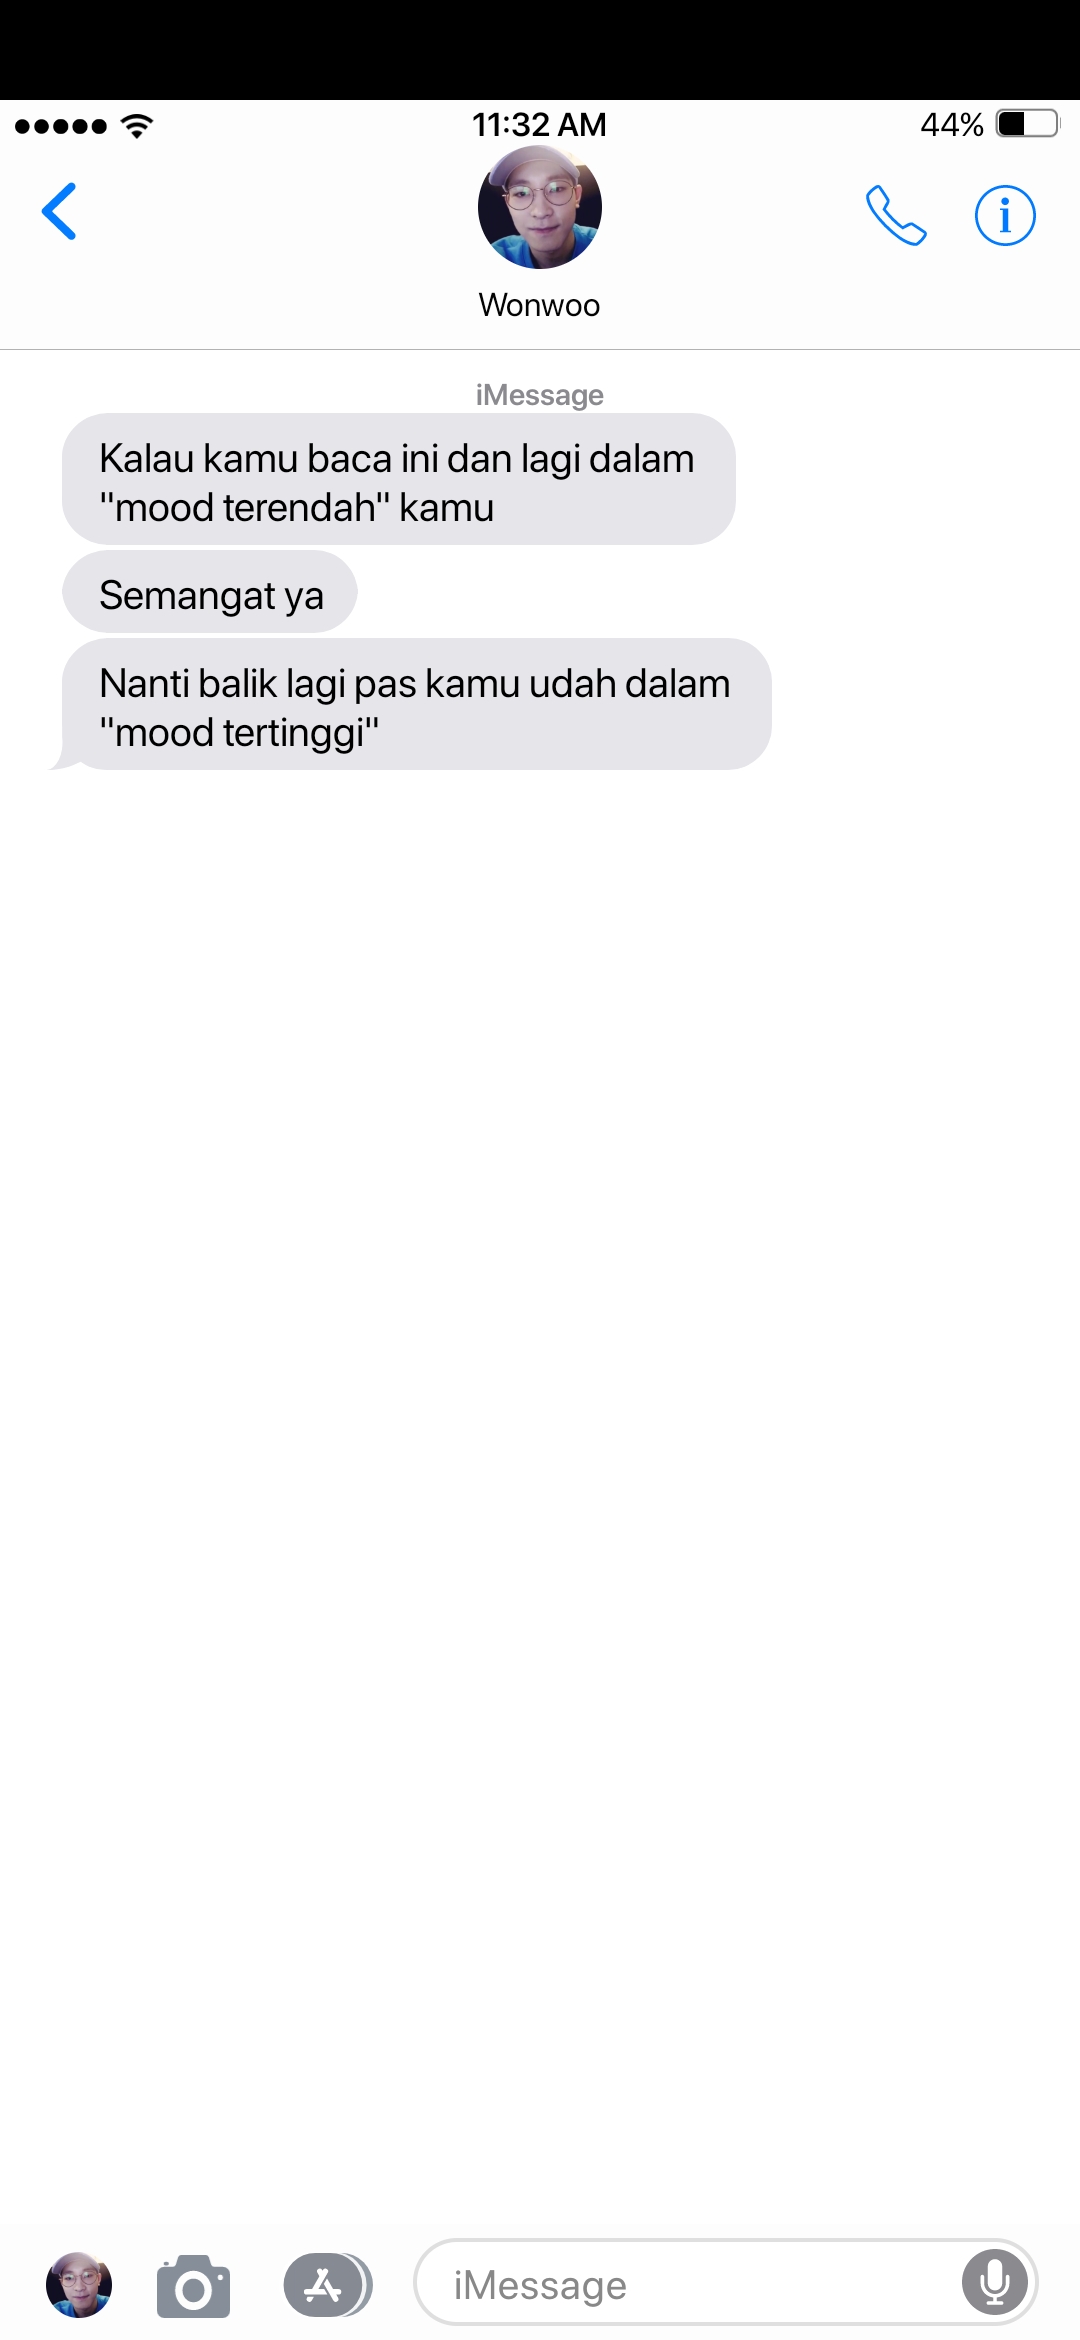 11:32 AM
44%
Wonwoo
iMessage
Kalau kamu baca ini dan lagi dalam
"mood terendah" kamu
Semangat ya
Nanti balik lagi pas kamu udah dalam
"mood tertinggi"
iMessage